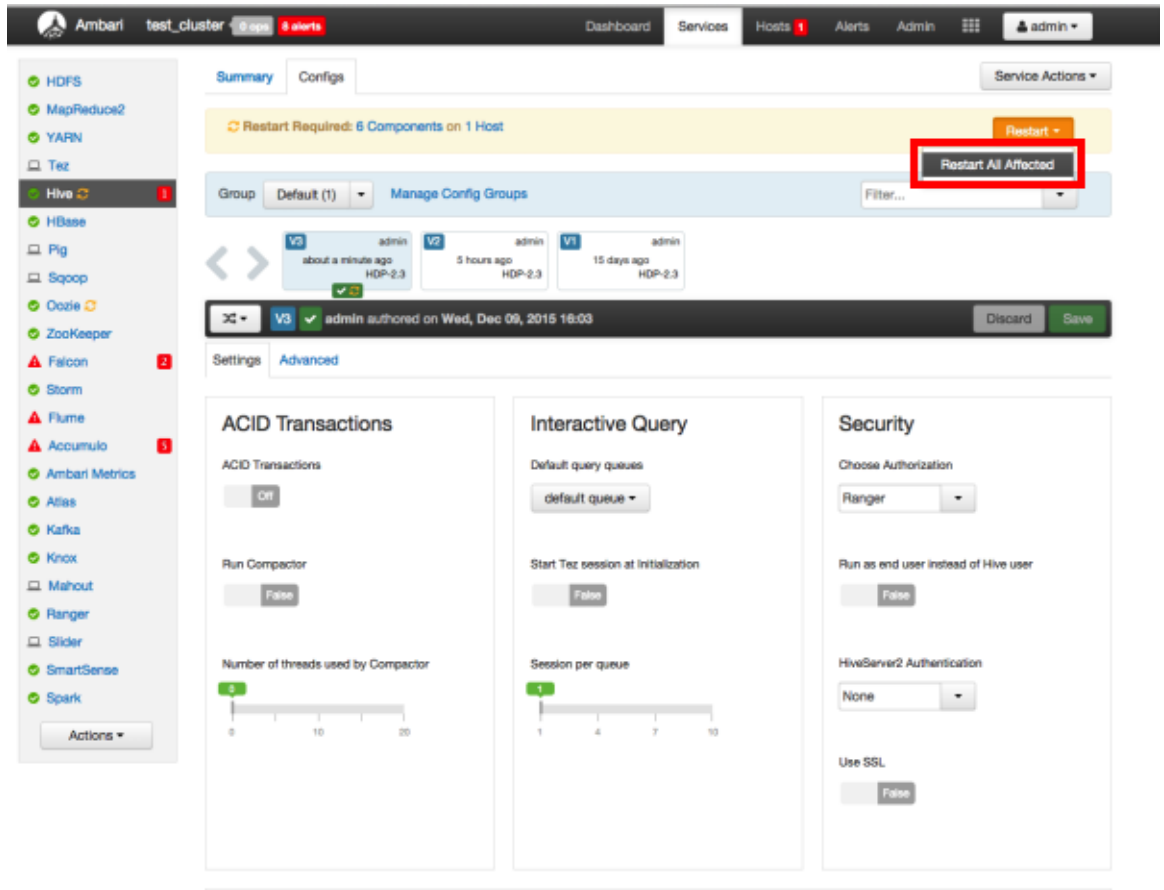 Ambari test_cluster 0 ops 8 alerts Dashboard Services Hosts 1 Alerts Admin admin
HDFS
MapReduce2
YARN
Tez
Hive 1
HBase
Pig
Sqoop
Oozie
ZooKeeper
Falcon 2
Storm
Flume
Accumulo 5
Ambari Metrics
Atlas
Kafka
Knox
Mahout
Ranger
Slider
SmartSense
Spark
Actions
Summary Configs Service Actions
Restart Required: 6 Components on 1 Host Restart
Restart All Affected
Group Default (1) Manage Config Groups Filter...
V3 admin
about a minute ago
HDP-2.3
V2 admin
5 hours ago
HDP-2.3
V1 admin
15 days ago
HDP-2.3
V3 admin authored on Wed, Dec 09, 2015 16:03 Discard Save
Settings Advanced
ACID Transactions
ACID Transactions
Off
Run Compactor
False
Number of threads used by Compactor
0
0 10 20
Interactive Query
Default query queues
default queue
Start Tez session at Initialization
False
Session per queue
1
1 4 7 10
Security
Choose Authorization
Ranger
Run as end user instead of Hive user
False
HiveServer2 Authentication
None
Use SSL
False